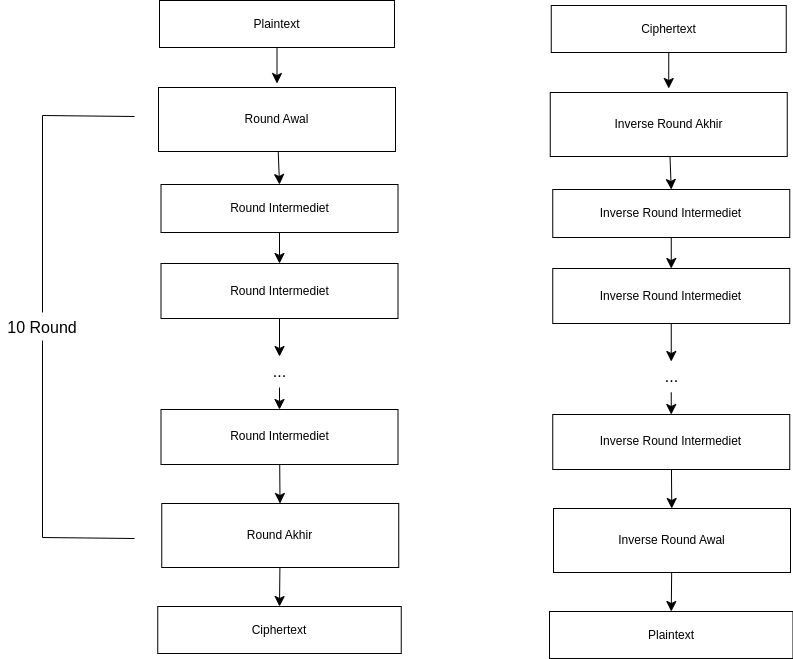 Plaintext
Round Awal
Round Intermediet
Round Intermediet
10 Round
...
Round Intermediet
Round Akhir
Ciphertext
Ciphertext
Inverse Round Akhir
Inverse Round Intermediet
Inverse Round Intermediet
...
Inverse Round Intermediet
Inverse Round Awal
Plaintext